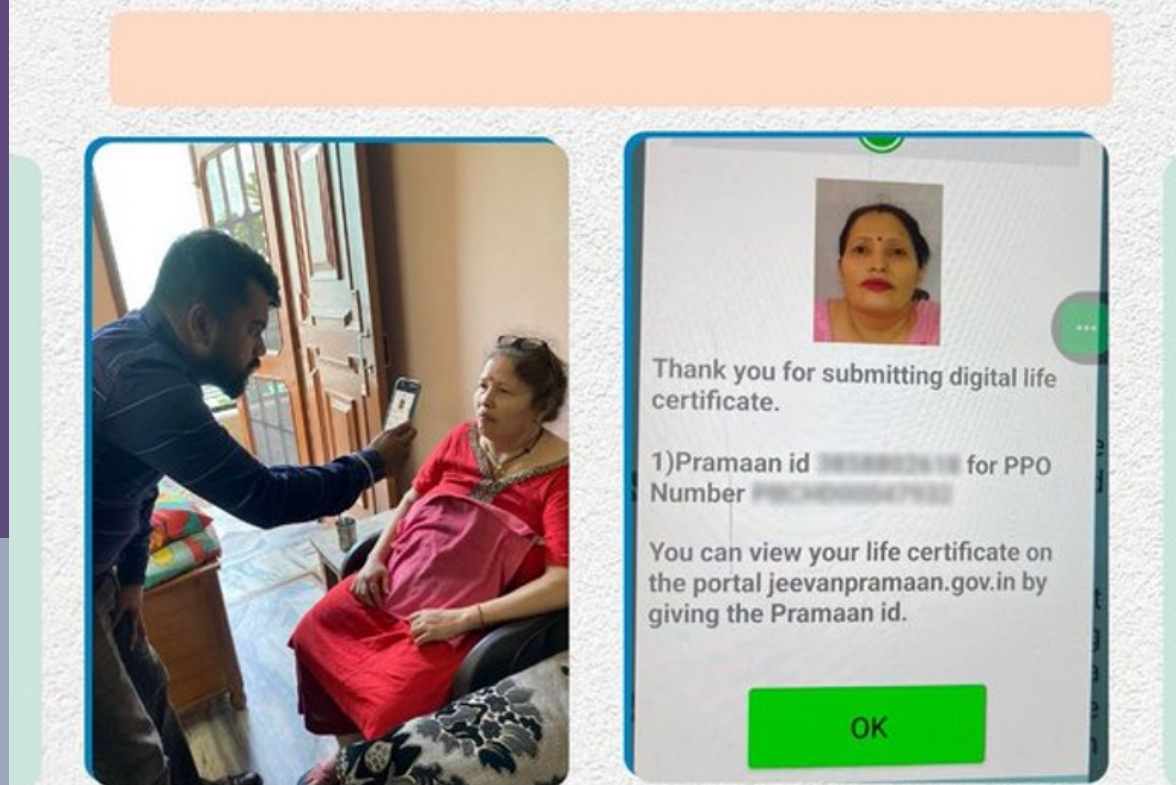 Thank you for submitting digital life
certificate.
1)Pramaan id for PPO
Number
You can view your life certificate on
the portal jeevanpramaan.gov.in by
giving the Pramaan id.
OK